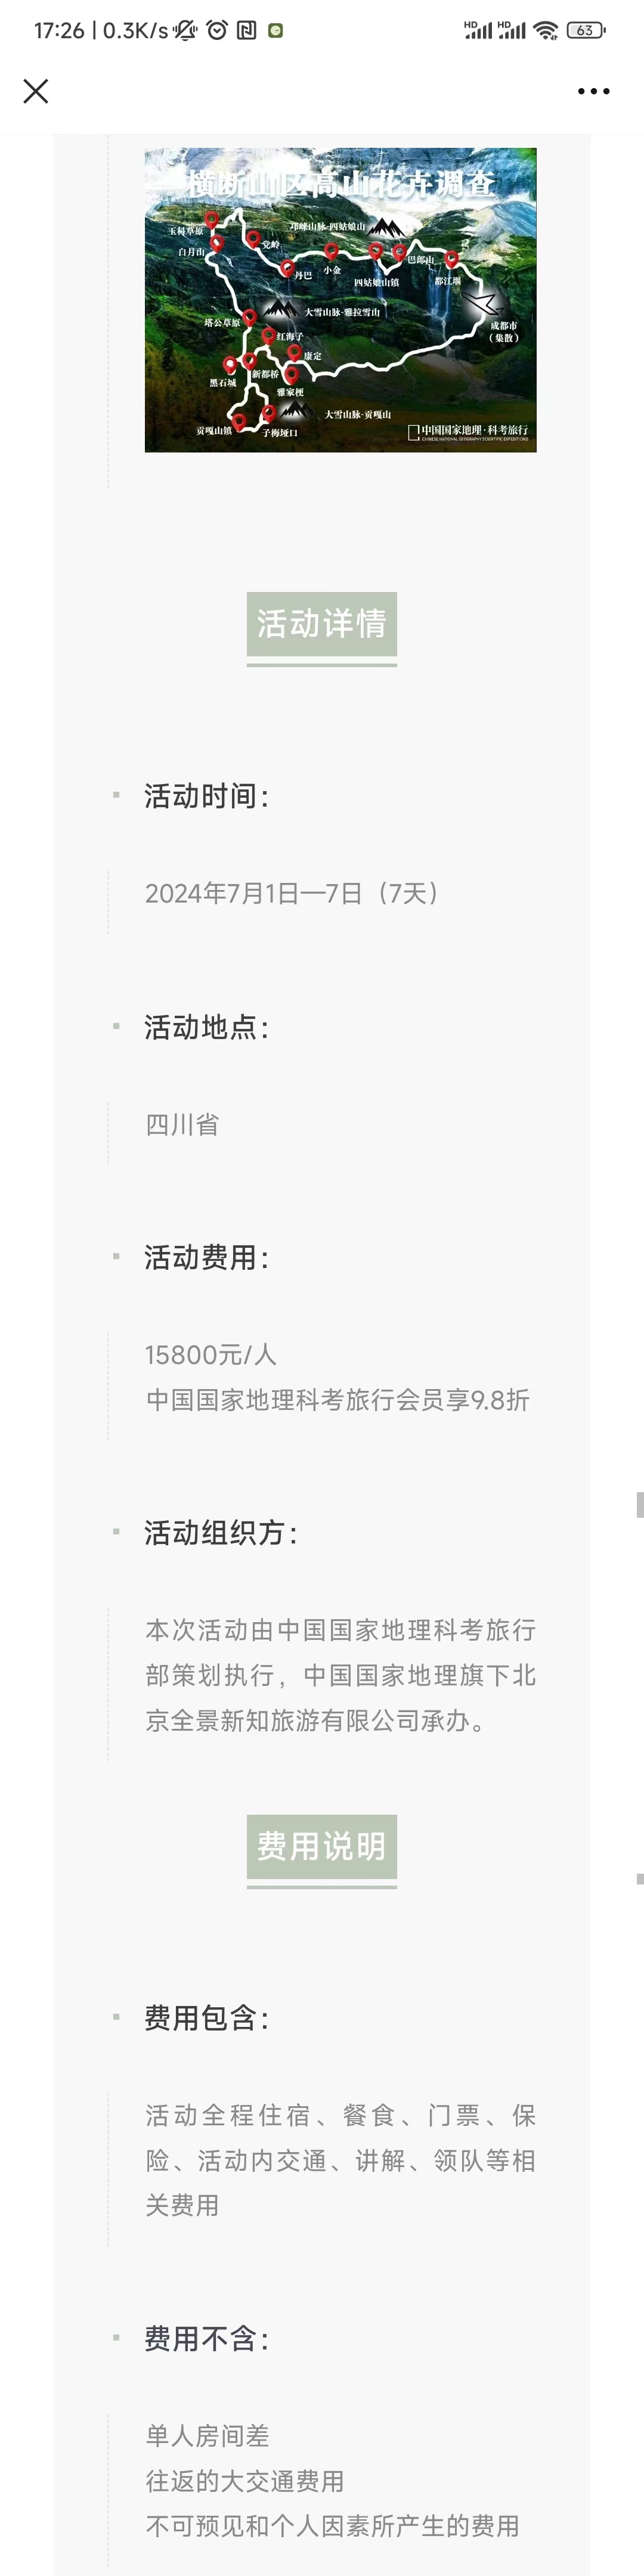 17:26 | 0.3K/s
HD HD 63
横断山区高山花卉调查
玉科草原
邛崃山脉-四姑娘山
党岭
白月山
巴郎山
小金
丹巴
四姑娘山镇
都江堰
塔公草原
大雪山脉-雅拉雪山
成都市
（集散）
红海子
康定
新都桥
黑石城
雅家梗
大雪山脉-贡嘎山
贡嘎山镇
子梅垭口
中国国家地理·科考旅行
CHINESE NATIONAL GEOGRAPHY SCIENTIFIC EXPEDITIONS
活动详情
活动时间：
2024年7月1日—7日（7天）
活动地点：
四川省
活动费用：
15800元/人
中国国家地理科考旅行会员享9.8折
活动组织方：
本次活动由中国国家地理科考旅行
部策划执行，中国国家地理旗下北
京全景新知旅游有限公司承办。
费用说明
费用包含：
活动全程住宿、餐食、门票、保
险、活动内交通、讲解、领队等相
关费用
费用不含：
单人房间差
往返的大交通费用
不可预见和个人因素所产生的费用